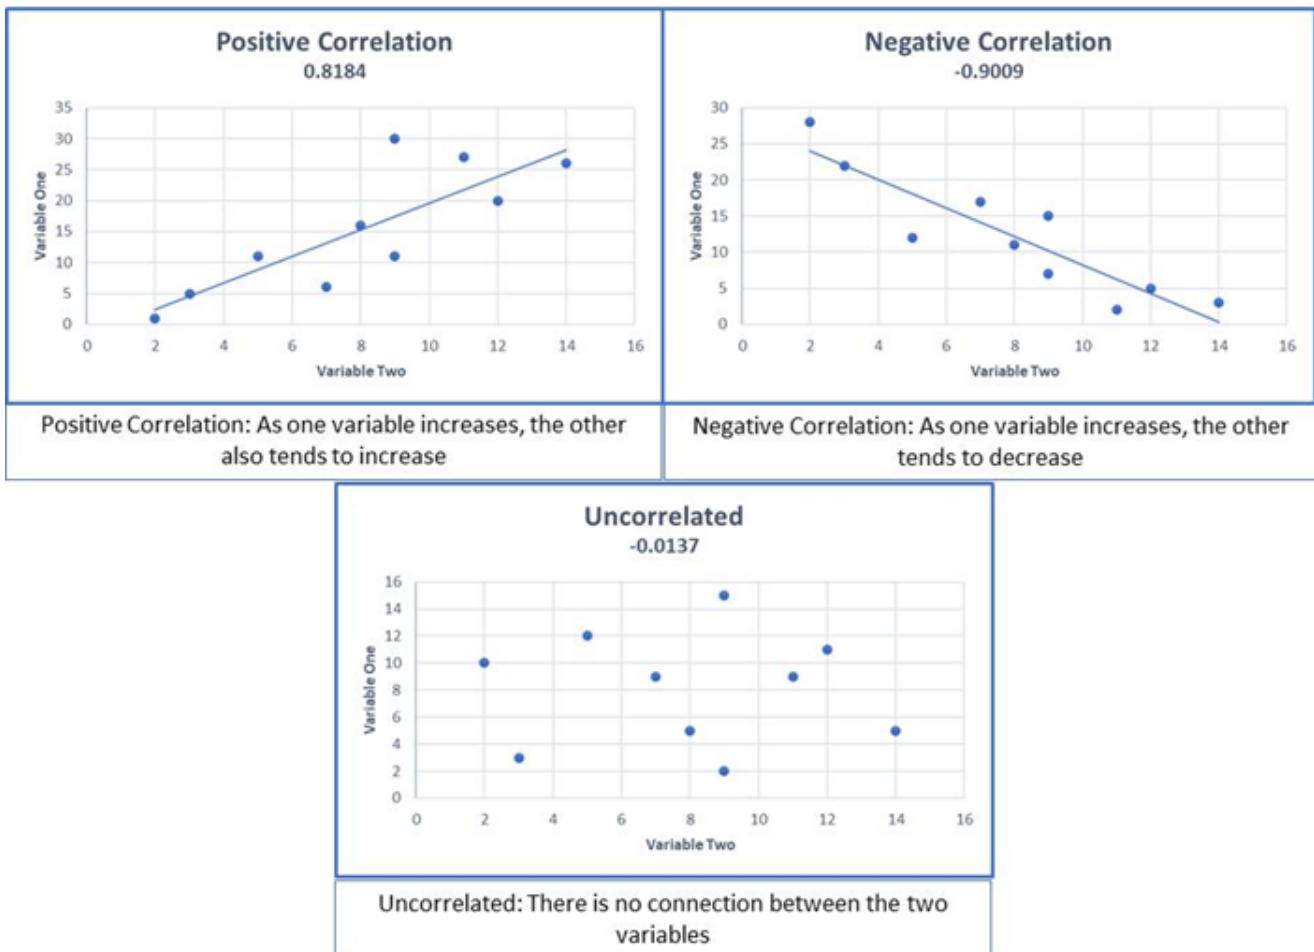 Positive Correlation
0.8184
35
30
25
20
15
10
5
0
Variable One
0 2 4 6 8 10 12 14 16
Variable Two
Positive Correlation: As one variable increases, the other
also tends to increase
Negative Correlation
-0.9009
30
25
20
15
10
5
0
Variable One
0 2 4 6 8 10 12 14 16
Variable Two
Negative Correlation: As one variable increases, the other
tends to decrease
Uncorrelated
-0.0137
16
14
12
10
8
6
4
2
0
Variable One
0 2 4 6 8 10 12 14 16
Variable Two
Uncorrelated: There is no connection between the two
variables